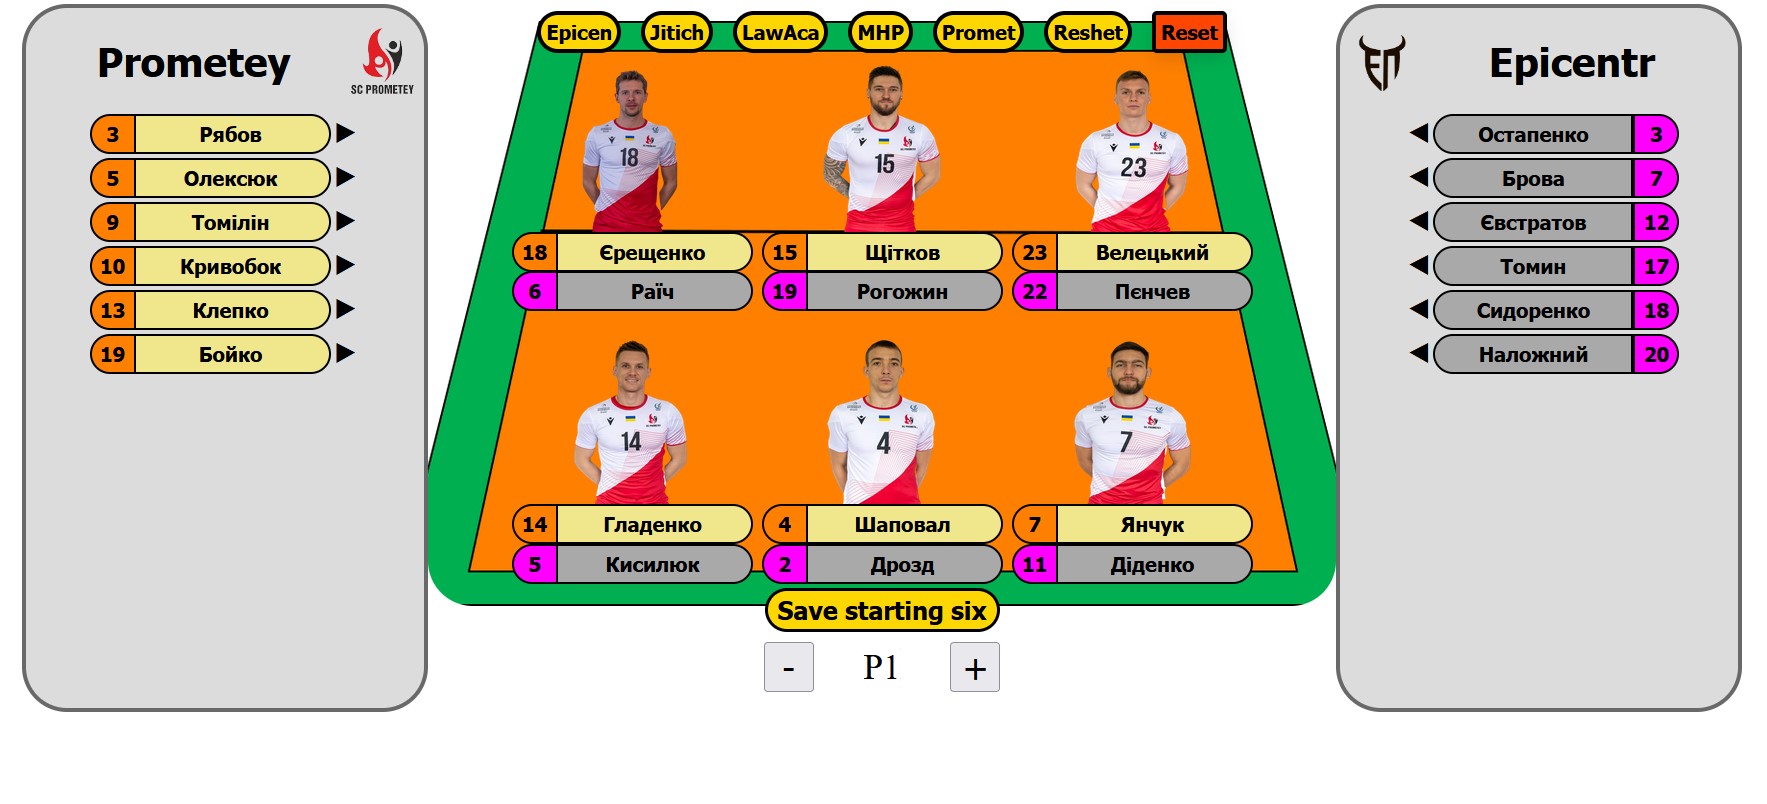 Prometey
SC PROMETEY
3 Рябов
5 Олексюк
9 Томілін
10 Кривобок
13 Клепко
19 Бойко
Epicen Jitich LawAca MHP Promet Reshet Reset
18 15 23
18 Єрещенко 15 Щітков 23 Велецький
6 Раїч 19 Рогожин 22 Пєнчев
14 4 7
14 Гладенко 4 Шаповал 7 Янчук
5 Кисилюк 2 Дрозд 11 Діденко
Save starting six
- P1 +
Epicentr
Остапенко 3
Брова 7
Євстратов 12
Томин 17
Сидоренко 18
Наложний 20